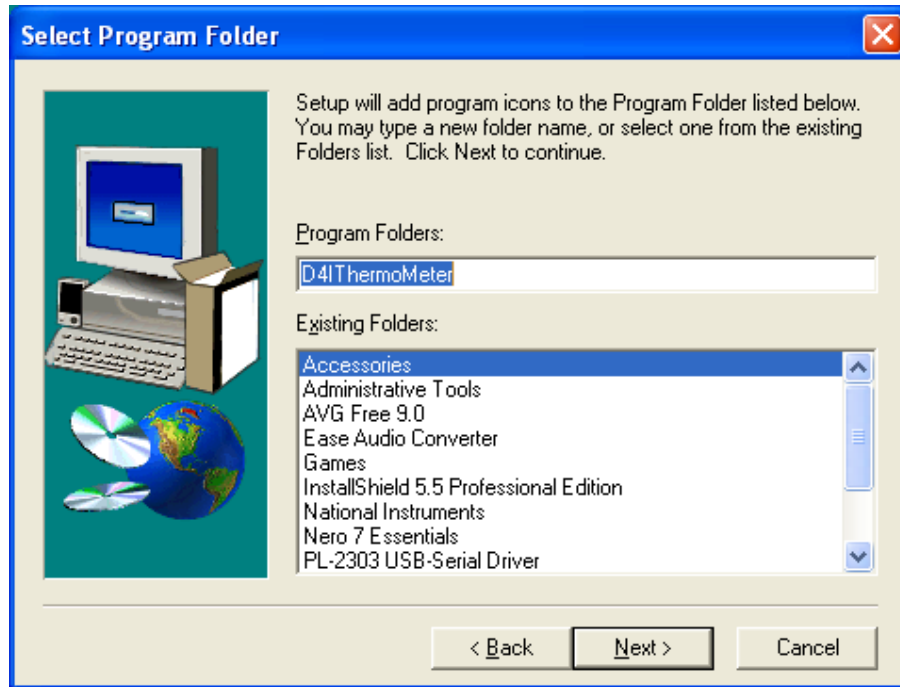 Select Program Folder
Setup will add program icons to the Program Folder listed below.
You may type a new folder name, or select one from the existing
Folders list.  Click Next to continue.
Program Folders:
D4IThermoMeter
Existing Folders:
Accessories
Administrative Tools
AVG Free 9.0
Ease Audio Converter
Games
InstallShield 5.5 Professional Edition
National Instruments
Nero 7 Essentials
PL-2303 USB-Serial Driver
< Back
Next >
Cancel